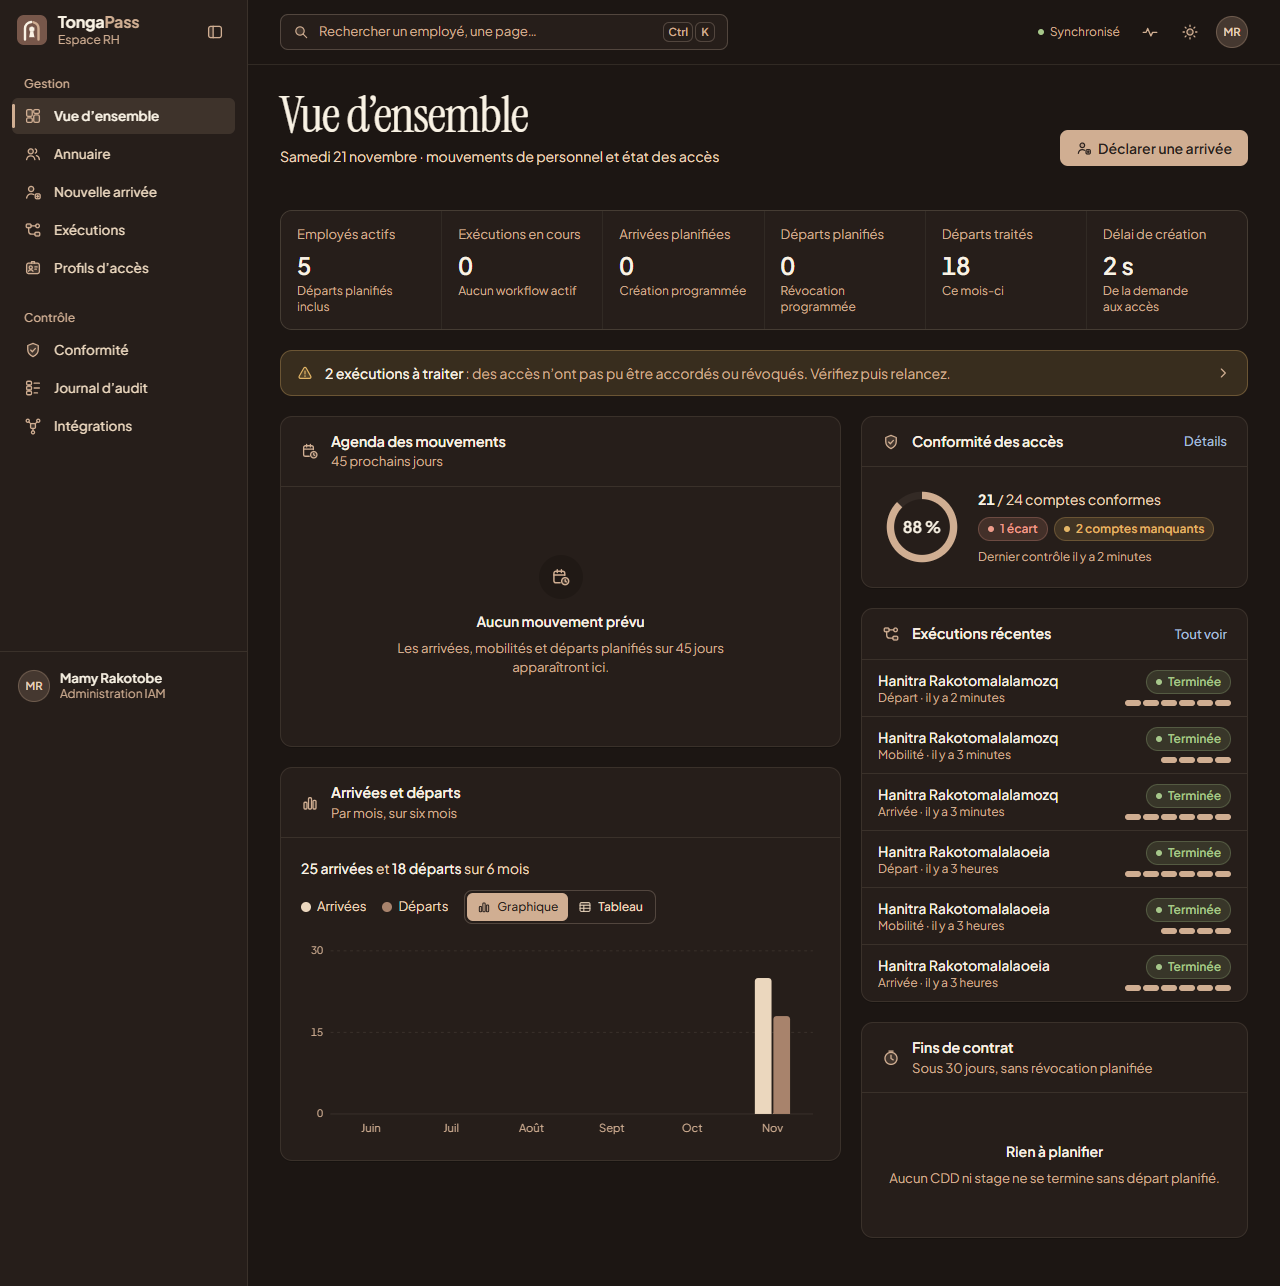 TongaPass
Espace RH
Rechercher un employé, une page…
Ctrl K
Synchronisé
MR
Gestion
Vue d’ensemble
Annuaire
Nouvelle arrivée
Exécutions
Profils d’accès
Contrôle
Conformité
Journal d’audit
Intégrations
MR
Mamy Rakotobe
Administration IAM
Vue d’ensemble
Samedi 21 novembre · mouvements de personnel et état des accès
Déclarer une arrivée
Employés actifs
5
Départs planifiés
inclus
Exécutions en cours
0
Aucun workflow actif
Arrivées planifiées
0
Création programmée
Départs planifiés
0
Révocation
programmée
Départs traités
18
Ce mois-ci
Délai de création
2 s
De la demande
aux accès
2 exécutions à traiter : des accès n’ont pas pu être accordés ou révoqués. Vérifiez puis relancez.
Agenda des mouvements
45 prochains jours
Aucun mouvement prévu
Les arrivées, mobilités et départs planifiés sur 45 jours
apparaîtront ici.
Arrivées et départs
Par mois, sur six mois
25 arrivées et 18 départs sur 6 mois
Arrivées
Départs
Graphique
Tableau
30
15
0
Juin
Juil
Août
Sept
Oct
Nov
Conformité des accès
Détails
88 %
21 / 24 comptes conformes
1 écart
2 comptes manquants
Dernier contrôle il y a 2 minutes
Exécutions récentes
Tout voir
Hanitra Rakotomalalamozq
Terminée
Départ · il y a 2 minutes
Hanitra Rakotomalalamozq
Terminée
Mobilité · il y a 3 minutes
Hanitra Rakotomalalamozq
Terminée
Arrivée · il y a 3 minutes
Hanitra Rakotomalalaoeia
Terminée
Départ · il y a 3 heures
Hanitra Rakotomalalaoeia
Terminée
Mobilité · il y a 3 heures
Hanitra Rakotomalalaoeia
Terminée
Arrivée · il y a 3 heures
Fins de contrat
Sous 30 jours, sans révocation planifiée
Rien à planifier
Aucun CDD ni stage ne se termine sans départ planifié.